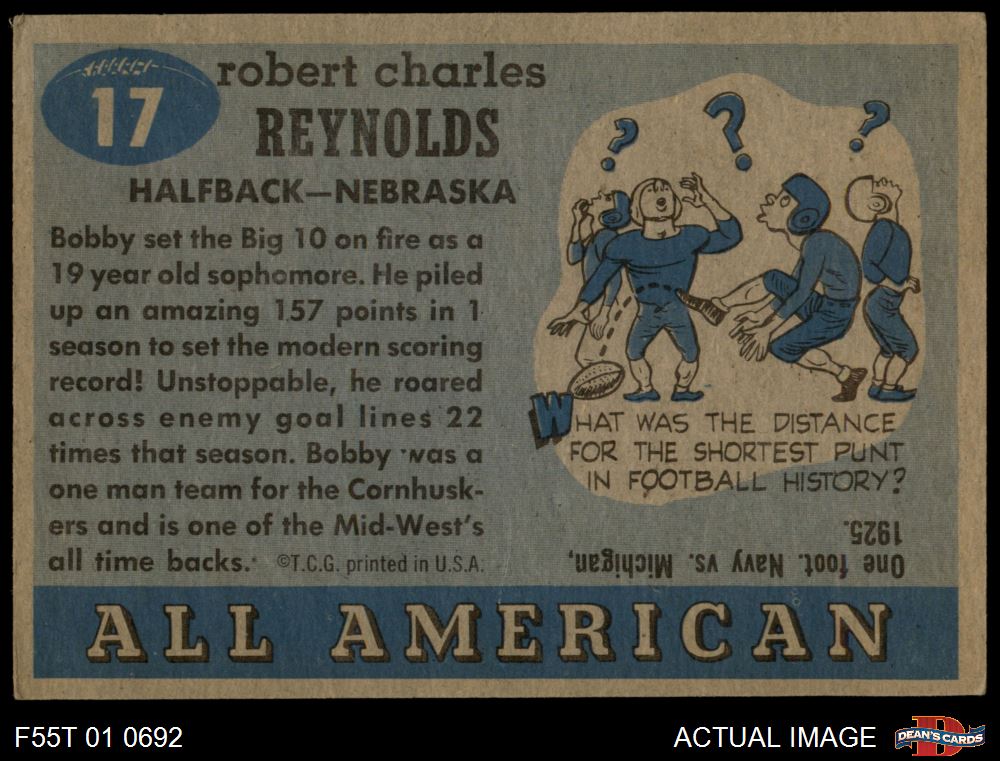 17
robert charles
REYNOLDS
HALFBACK—NEBRASKA
Bobby set the Big 10 on fire as a
19 year old sophomore. He piled
up an amazing 157 points in 1
season to set the modern scoring
record! Unstoppable, he roared
across enemy goal lines 22
times that season. Bobby was a
one man team for the Cornhusk-
ers and is one of the Mid-West's
all time backs. ©T.C.G. printed in U.S.A.
? ? ?
WHAT WAS THE DISTANCE
FOR THE SHORTEST PUNT
IN FOOTBALL HISTORY?
One foot. Navy vs. Michigan,
1925.
ALL AMERICAN
F55T 01 0692
ACTUAL IMAGE
D
DEAN'S CARDS